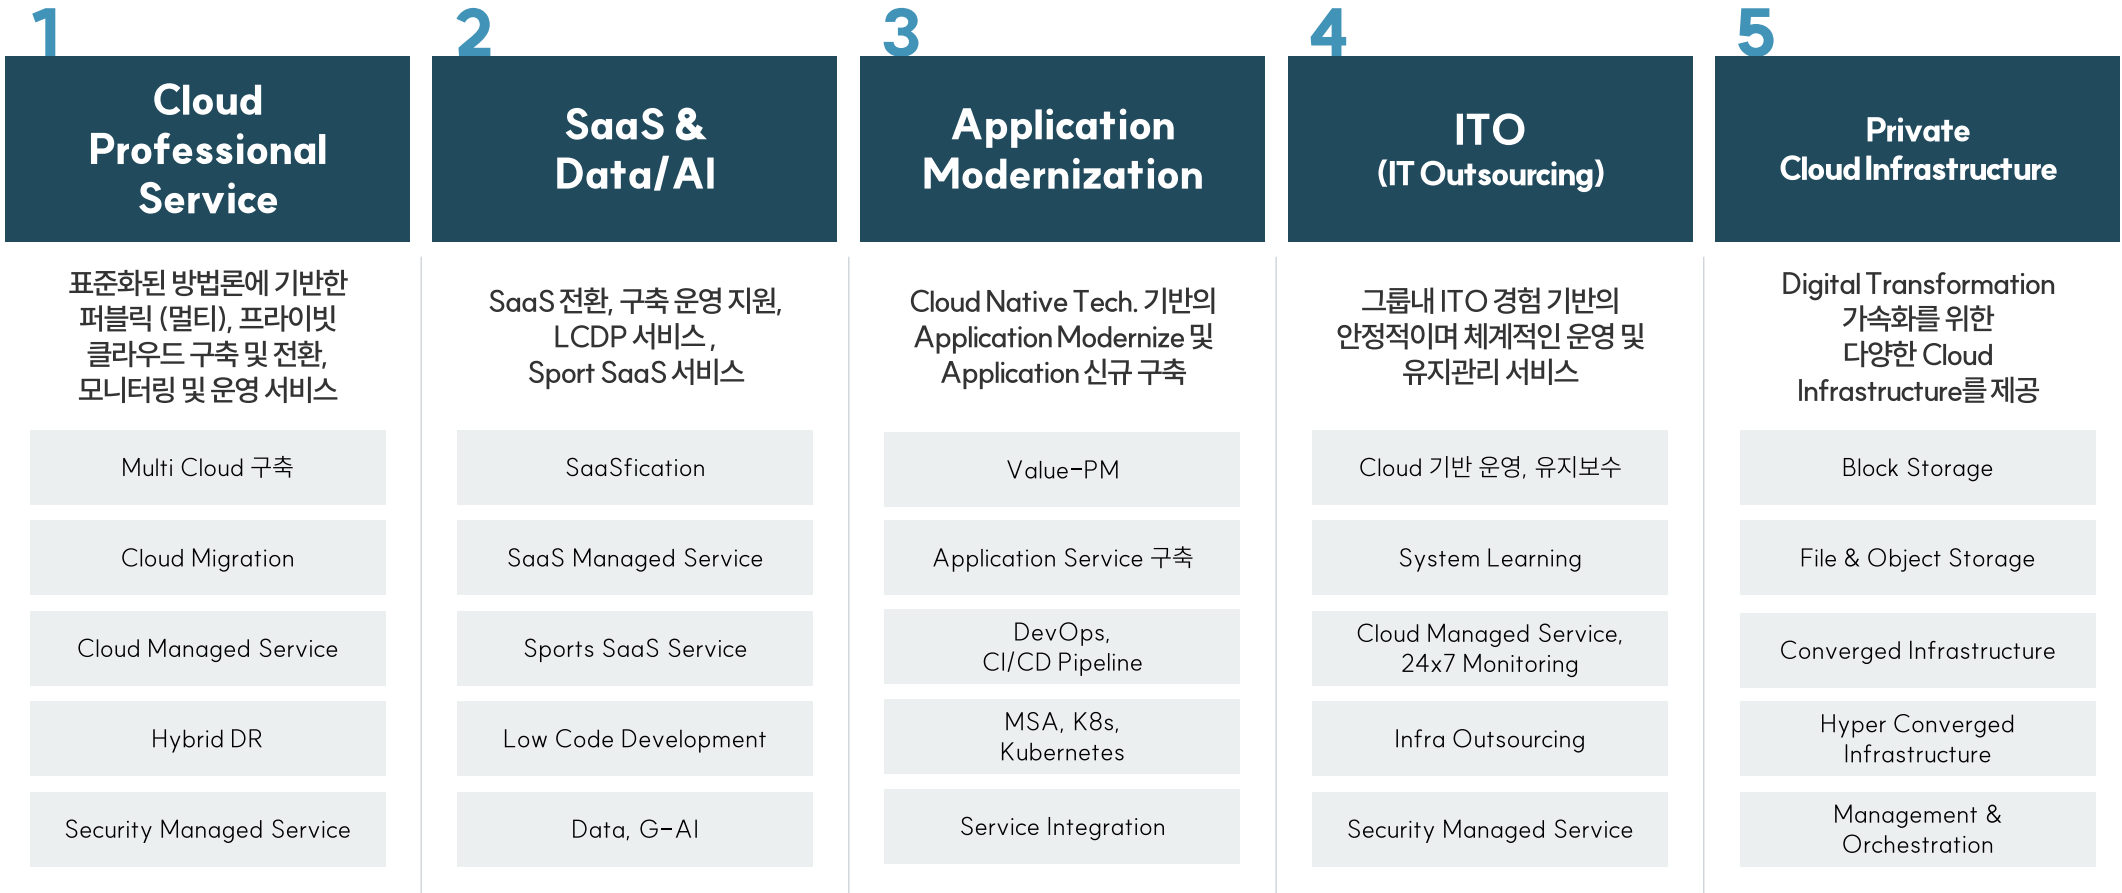 1
Cloud
Professional
Service
표준화된 방법론에 기반한
퍼블릭 (멀티), 프라이빗
클라우드 구축 및 전환,
모니터링 및 운영 서비스
Multi Cloud 구축
Cloud Migration
Cloud Managed Service
Hybrid DR
Security Managed Service
2
SaaS &
Data/AI
SaaS 전환, 구축 운영 지원,
LCDP 서비스 ,
Sport SaaS 서비스
SaaSfication
SaaS Managed Service
Sports SaaS Service
Low Code Development
Data, G-AI
3
Application
Modernization
Cloud Native Tech. 기반의
Application Modernize 및
Application 신규 구축
Value-PM
Application Service 구축
DevOps,
CI/CD Pipeline
MSA, K8s,
Kubernetes
Service Integration
4
ITO
(IT Outsourcing)
그룹내 ITO 경험 기반의
안정적이며 체계적인 운영 및
유지관리 서비스
Cloud 기반 운영, 유지보수
System Learning
Cloud Managed Service,
24x7 Monitoring
Infra Outsourcing
Security Managed Service
5
Private
Cloud Infrastructure
Digital Transformation
가속화를 위한
다양한 Cloud
Infrastructure를 제공
Block Storage
File & Object Storage
Converged Infrastructure
Hyper Converged
Infrastructure
Management &
Orchestration